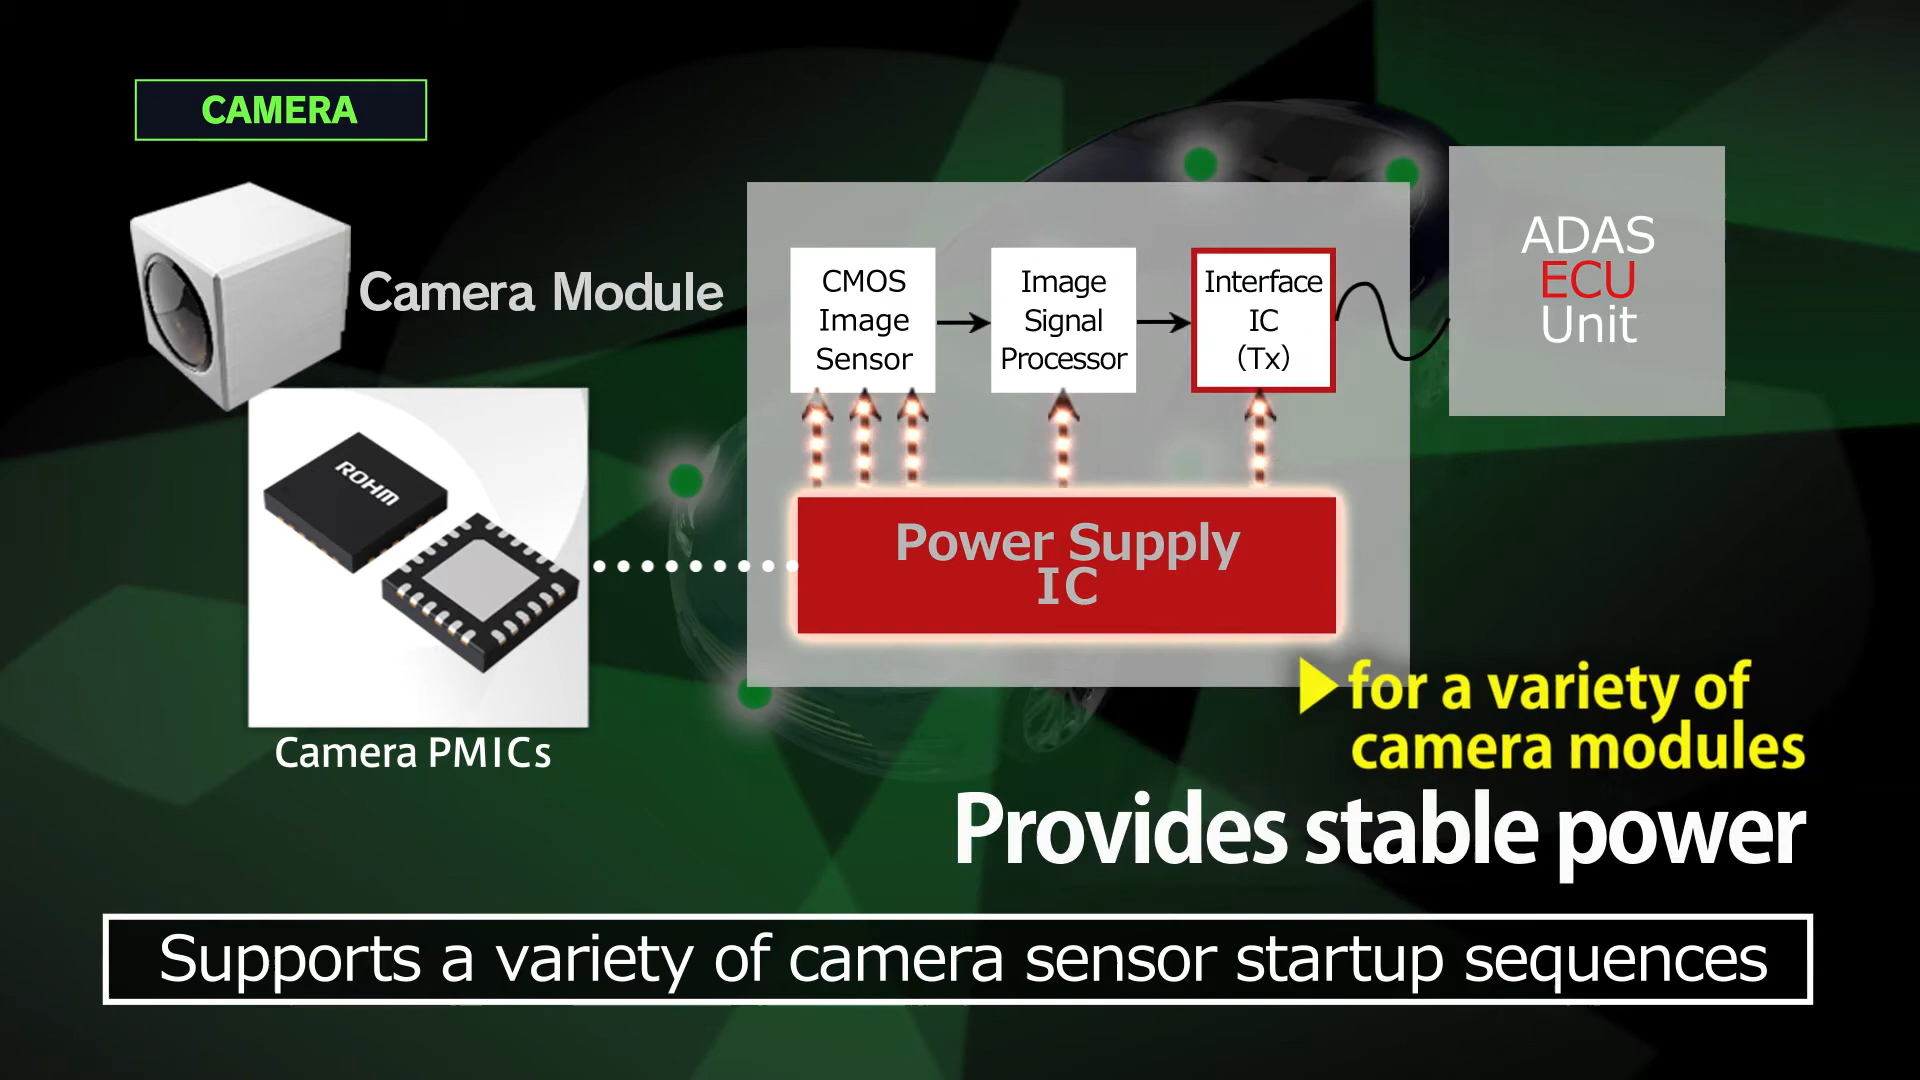 CAMERA
Camera Module
CMOS
Image
Sensor
Image
Signal
Processor
Interface
IC
(Tx)
ADAS
ECU
Unit
ROHM
Power Supply
IC
Camera PMICs
for a variety of
camera modules
Provides stable power
Supports a variety of camera sensor startup sequences